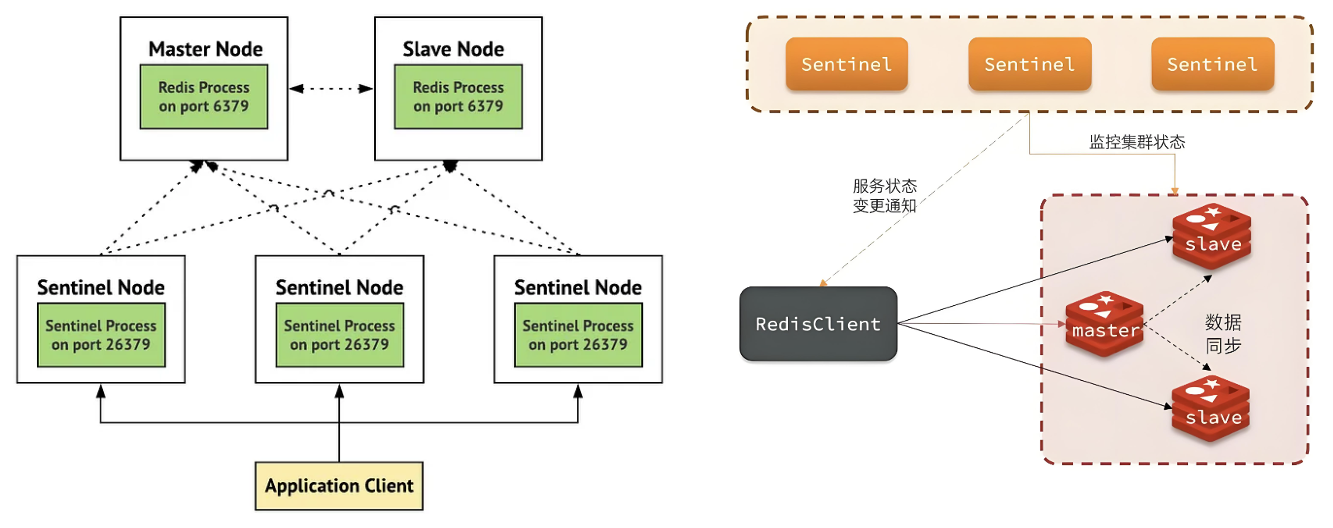 Master Node
Redis Process
on port 6379
Slave Node
Redis Process
on port 6379
Sentinel Node
Sentinel Process
on port 26379
Sentinel Node
Sentinel Process
on port 26379
Sentinel Node
Sentinel Process
on port 26379
Application Client
Sentinel
Sentinel
Sentinel
监控集群状态
服务状态
变更通知
RedisClient
slave
master
数据
同步
slave